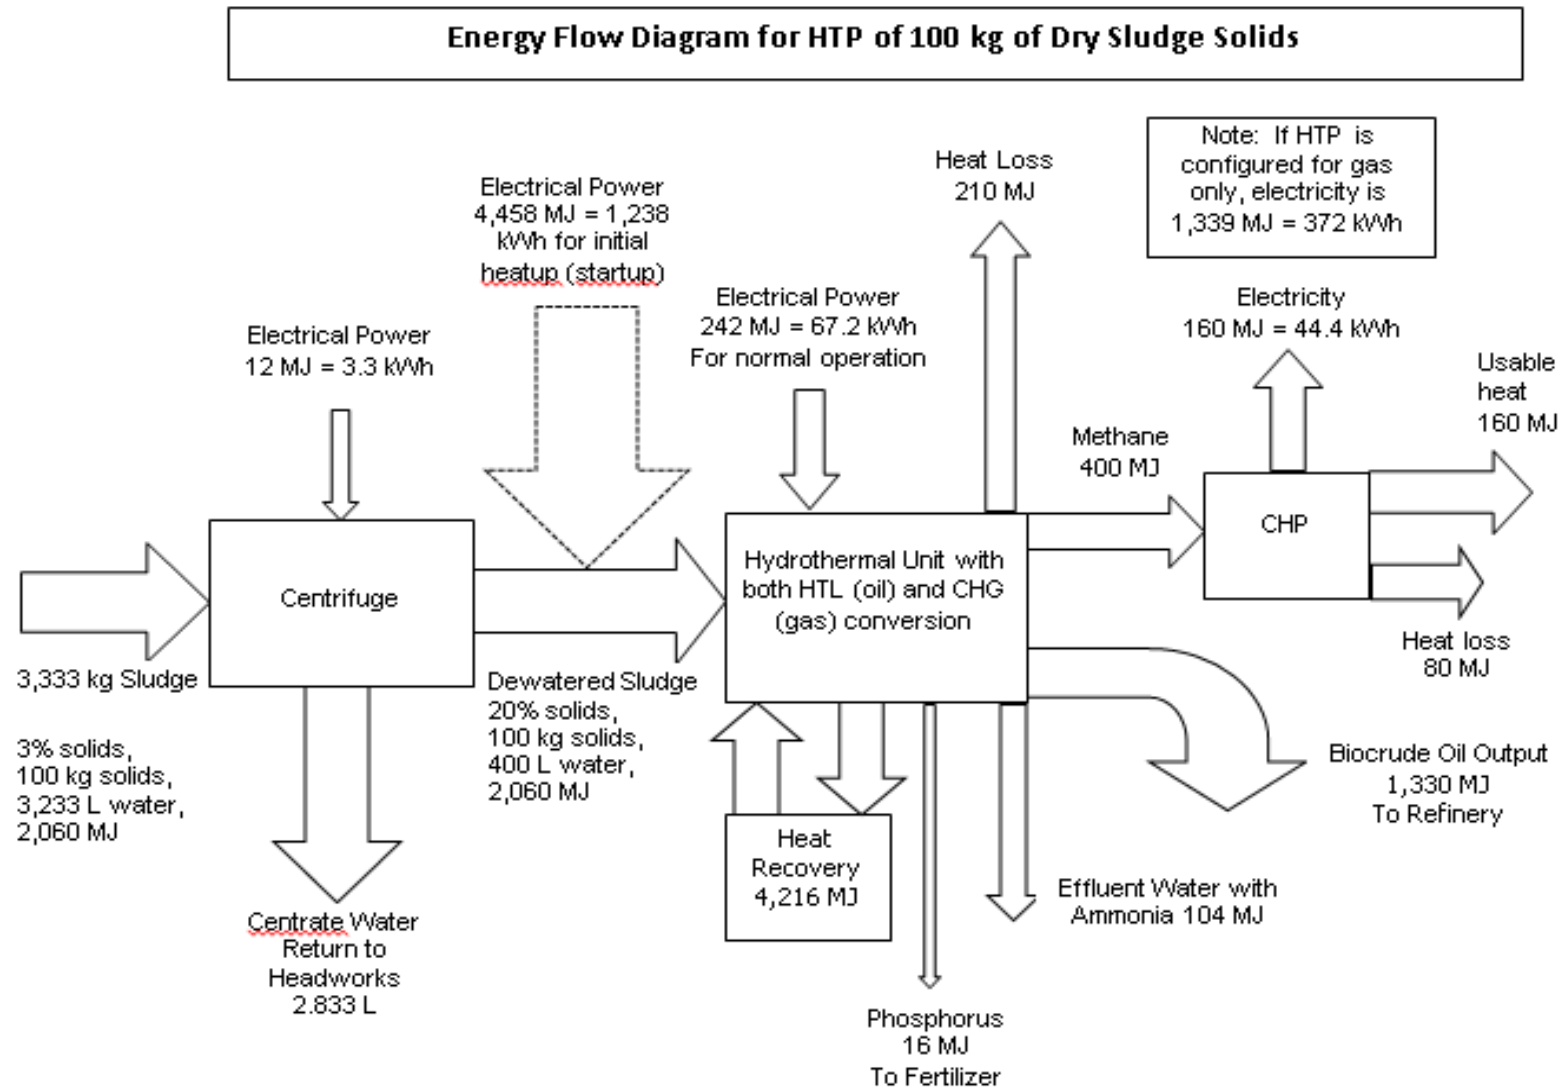 Energy Flow Diagram for HTP of 100 kg of Dry Sludge Solids
Note: If HTP is
configured for gas
only, electricity is
1,339 MJ = 372 kWh
Heat Loss
210 MJ
Electrical Power
4,458 MJ = 1,238
kWh for initial
heatup (startup)
Electrical Power
242 MJ = 67.2 kWh
For normal operation
Electricity
160 MJ = 44.4 kWh
Electrical Power
12 MJ = 3.3 kWh
Usable
heat
160 MJ
Methane
400 MJ
CHP
Centrifuge
Hydrothermal Unit with
both HTL (oil) and CHG
(gas) conversion
Heat loss
80 MJ
3,333 kg Sludge
3% solids,
100 kg solids,
3,233 L water,
2,060 MJ
Dewatered Sludge
20% solids,
100 kg solids,
400 L water,
2,060 MJ
Biocrude Oil Output
1,330 MJ
To Refinery
Heat
Recovery
4,216 MJ
Effluent Water with
Ammonia 104 MJ
Centrate Water
Return to
Headworks
2.833 L
Phosphorus
16 MJ
To Fertilizer